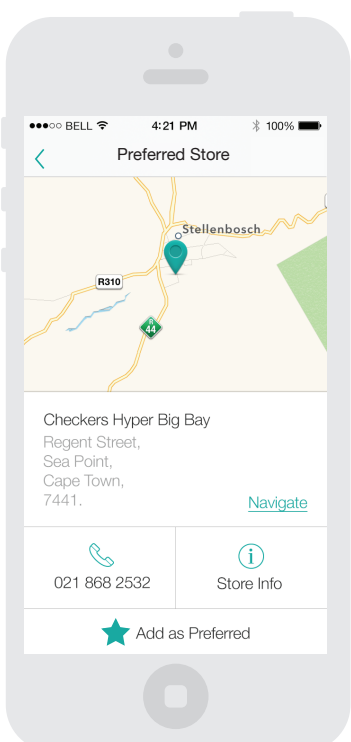 BELL 4:21 PM 100%
Preferred Store
Stellenbosch
R310
R
44
Checkers Hyper Big Bay
Regent Street,
Sea Point,
Cape Town,
7441.
Navigate
021 868 2532
Store Info
Add as Preferred